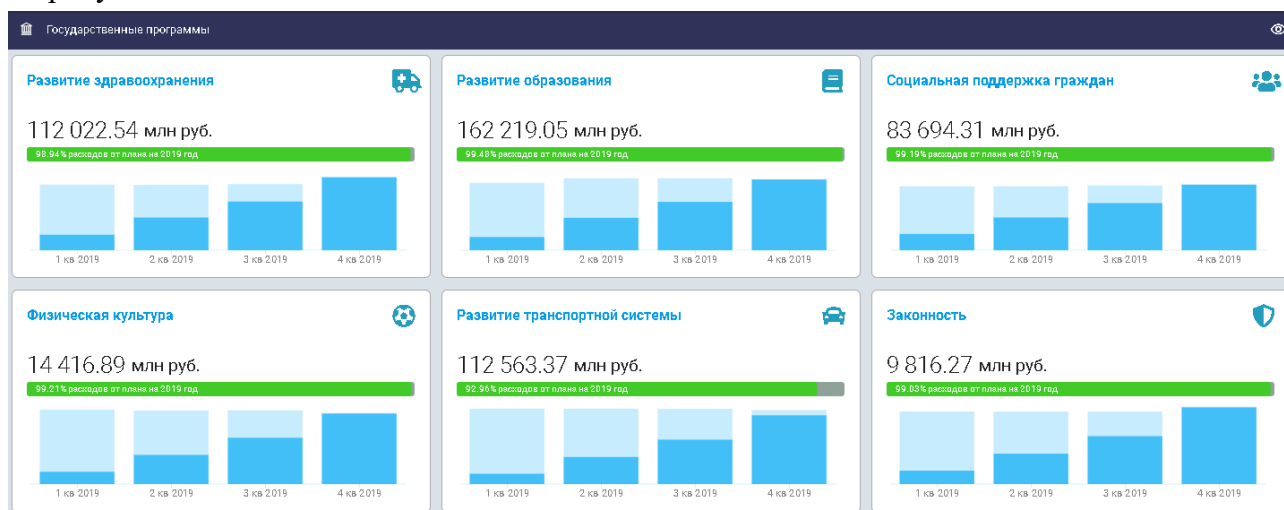 Государственные программы
Развитие здравоохранения
112 022.54 млн руб.
98.94% расходов от плана на 2019 год
1 кв 2019 2 кв 2019 3 кв 2019 4 кв 2019
Развитие образования
162 219.05 млн руб.
99.48% расходов от плана на 2019 год
1 кв 2019 2 кв 2019 3 кв 2019 4 кв 2019
Социальная поддержка граждан
83 694.31 млн руб.
99.19% расходов от плана на 2019 год
1 кв 2019 2 кв 2019 3 кв 2019 4 кв 2019
Физическая культура
14 416.89 млн руб.
99.21% расходов от плана на 2019 год
1 кв 2019 2 кв 2019 3 кв 2019 4 кв 2019
Развитие транспортной системы
112 563.37 млн руб.
92.96% расходов от плана на 2019 год
1 кв 2019 2 кв 2019 3 кв 2019 4 кв 2019
Законность
9 816.27 млн руб.
99.03% расходов от плана на 2019 год
1 кв 2019 2 кв 2019 3 кв 2019 4 кв 2019